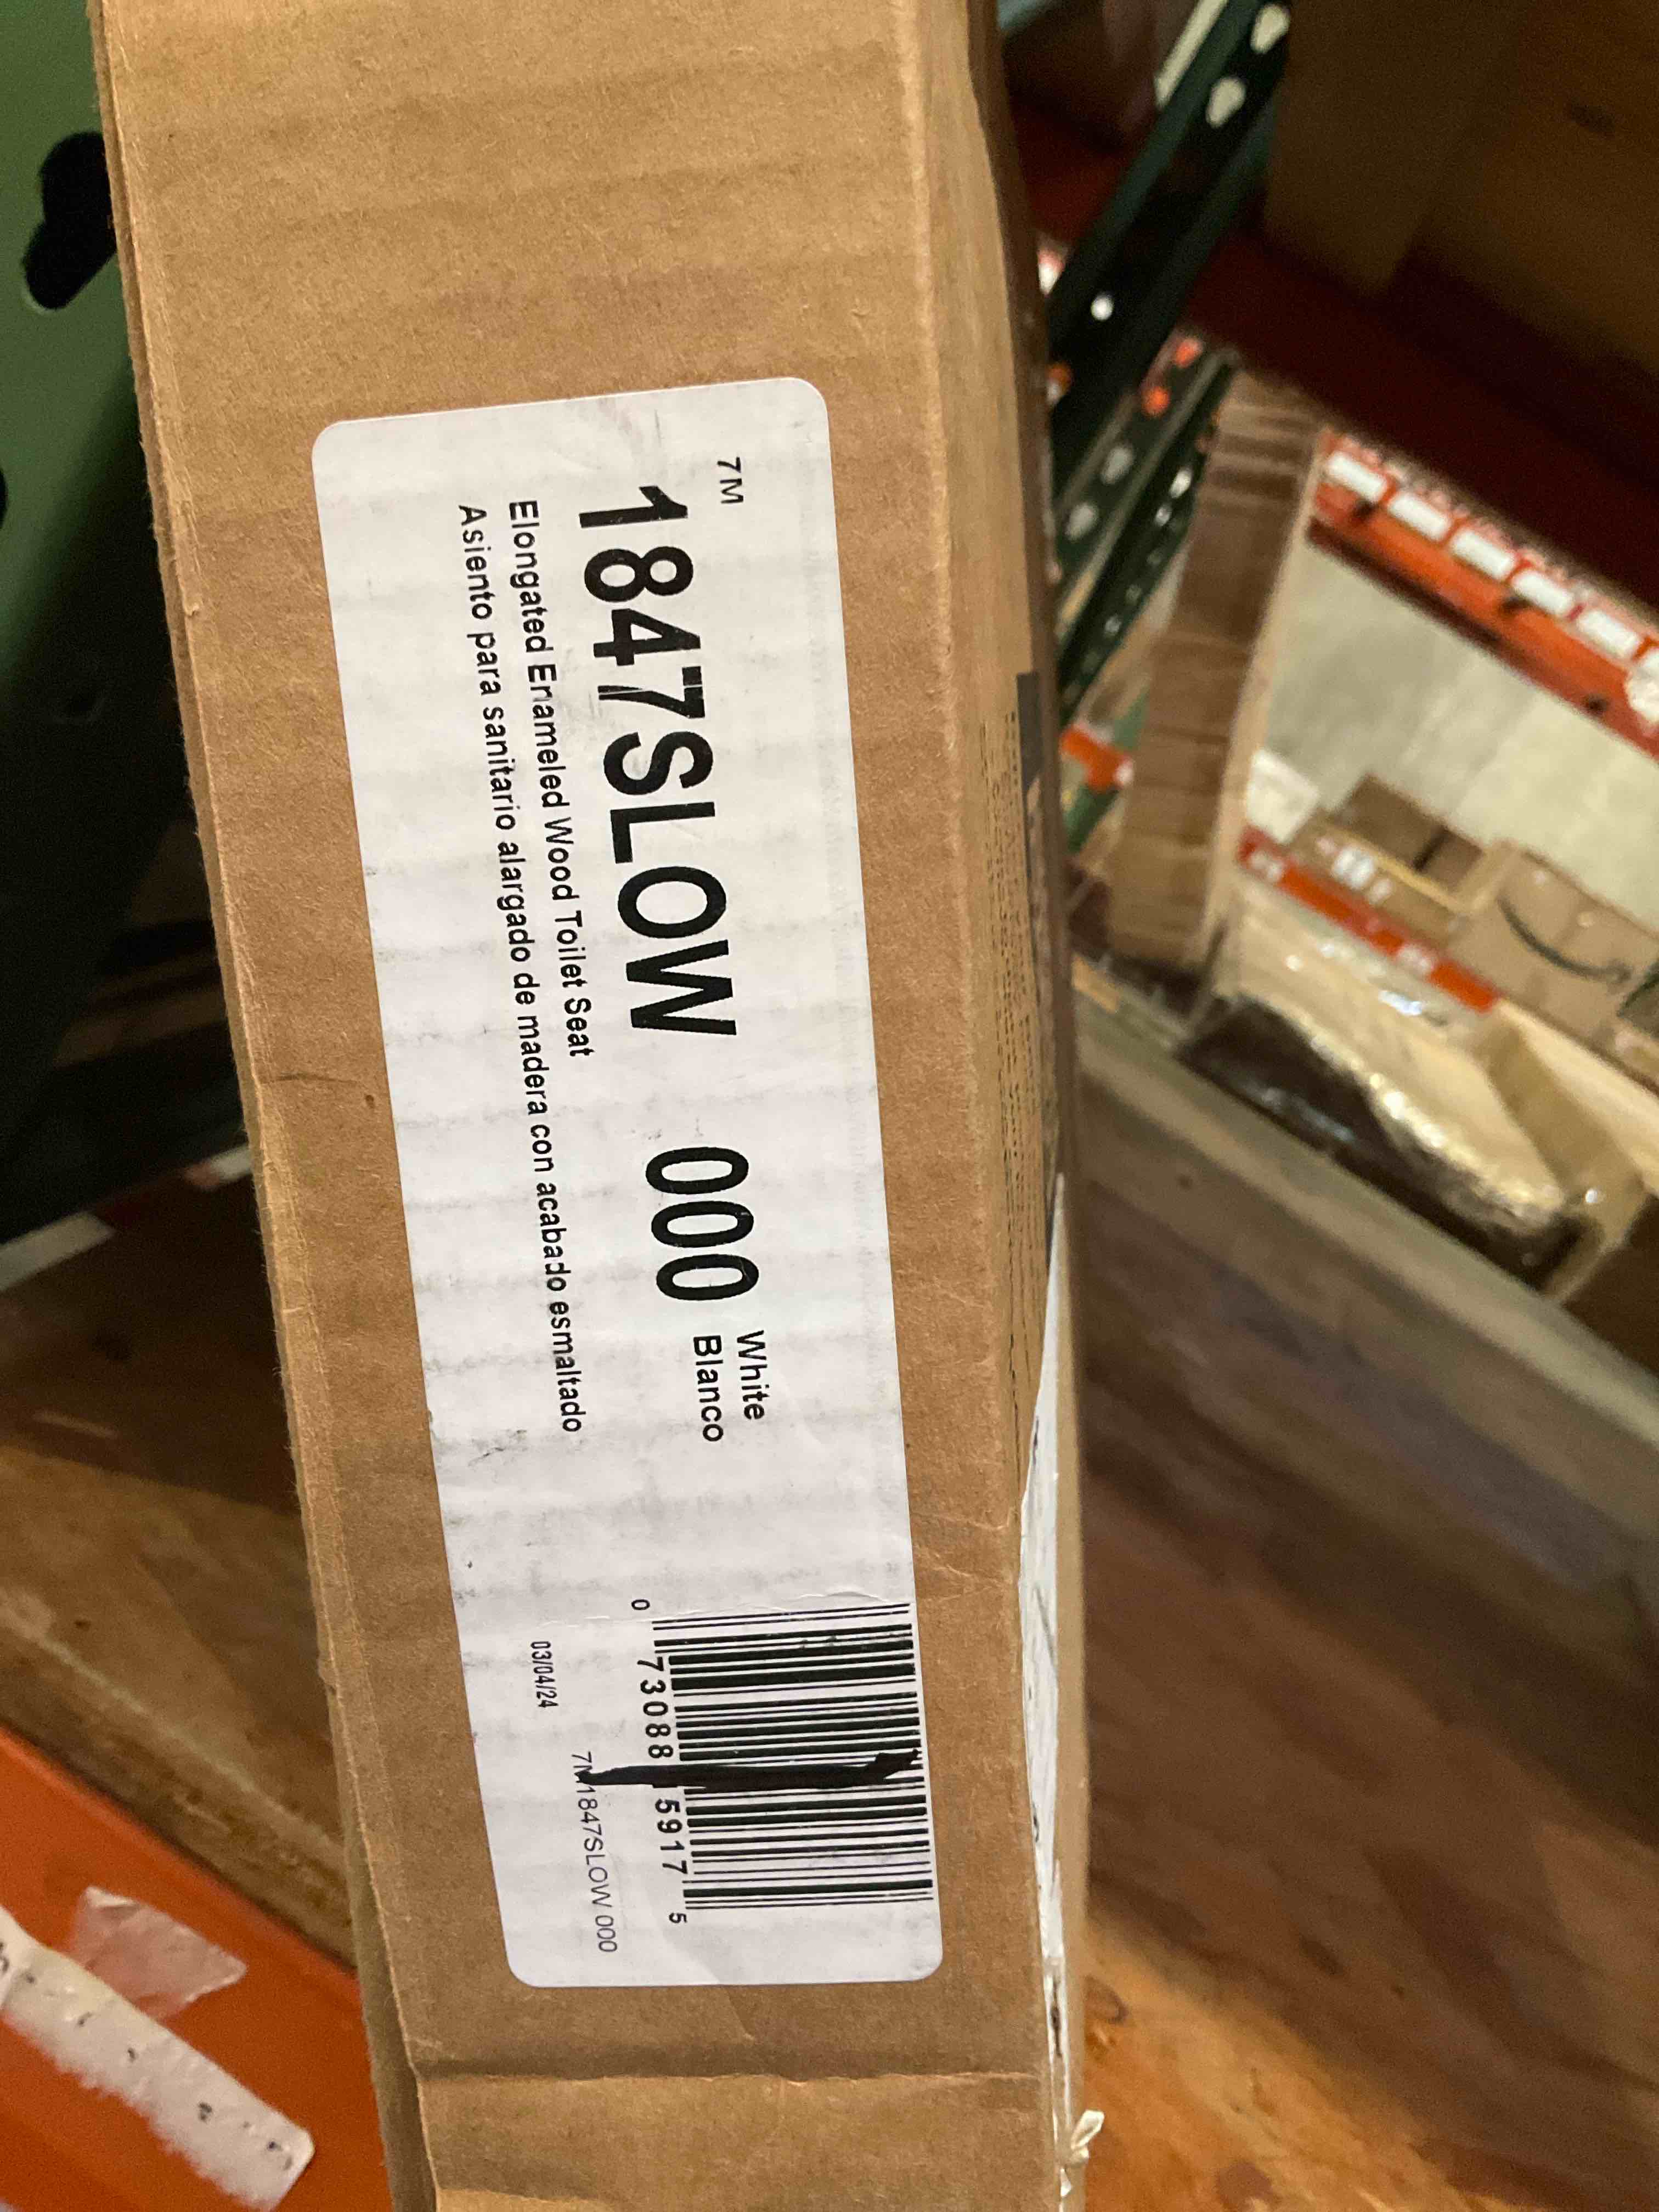 7M
1847SLOW 000 White
Blanco
Elongated Enameled Wood Toilet Seat
Asiento para sanitario alargado de madera con acabado esmaltado
0 73088 15917 5
03/04/24
7M1847SLOW 000